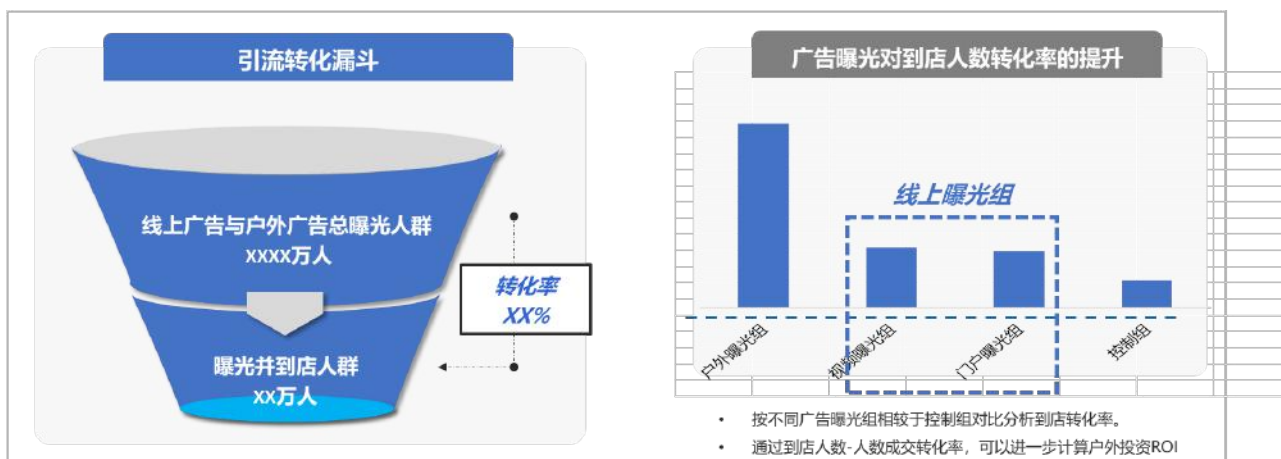 引流转化漏斗
线上广告与户外广告总曝光人群
XXXX万人
转化率
XX%
曝光并到店人群
XX万人
广告曝光对到店人数转化率的提升
线上曝光组
户外曝光组
视频曝光组
门户曝光组
控制组
• 按不同广告曝光组相较于控制组对比分析到店转化率。
• 通过到店人数-人数成交转化率，可以进一步计算户外投资ROI